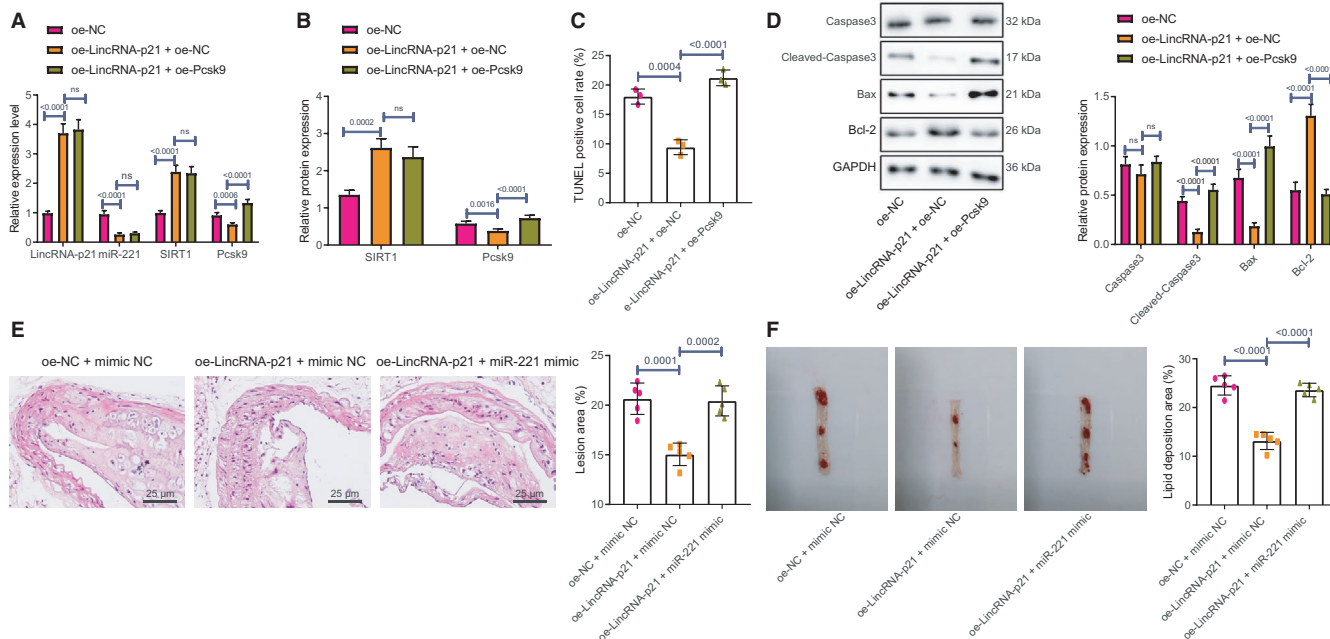 A
oe-NC
oe-LincRNA-p21 + oe-NC
oe-LincRNA-p21 + oe-Pcsk9
Relative expression level
5
4
3
2
1
0
<0.0001
ns
<0.0001
ns
<0.0001
ns
0.0006
<0.0001
LincRNA-p21
miR-221
SIRT1
Pcsk9
B
oe-NC
oe-LincRNA-p21 + oe-NC
oe-LincRNA-p21 + oe-Pcsk9
Relative protein expression
4
3
2
1
0
0.0002
ns
0.0016
<0.0001
SIRT1
Pcsk9
C
TUNEL positive cell rate (%)
25
20
15
10
5
0
0.0004
<0.0001
oe-NC
oe-LincRNA-p21 + oe-NC
e-LincRNA-p21 + oe-Pcsk9
D
Caspase3
32 kDa
Cleaved-Caspase3
17 kDa
Bax
21 kDa
Bcl-2
26 kDa
GAPDH
36 kDa
oe-NC
oe-LincRNA-p21 + oe-NC
oe-LincRNA-p21 + oe-Pcsk9
oe-NC
oe-LincRNA-p21 + oe-NC
oe-LincRNA-p21 + oe-Pcsk9
Relative protein expression
1.5
1.0
0.5
0.0
ns
ns
<0.0001
<0.0001
<0.0001
<0.0001
<0.0001
<0.0001
Caspase3
Cleaved-Caspase3
Bax
Bcl-2
E
oe-NC + mimic NC
oe-LincRNA-p21 + mimic NC
oe-LincRNA-p21 + miR-221 mimic
25 µm
25 µm
25 µm
Lesion area (%)
25
20
15
10
0.0001
0.0002
oe-NC + mimic NC
oe-LincRNA-p21 + mimic NC
oe-LincRNA-p21 + miR-221 mimic
F
oe-NC + mimic NC
oe-LincRNA-p21 + mimic NC
oe-LincRNA-p21 + miR-221 mimic
Lipid deposition area (%)
30
20
10
0
<0.0001
<0.0001
oe-NC + mimic NC
oe-LincRNA-p21 + mimic NC
oe-LincRNA-p21 + miR-221 mimic